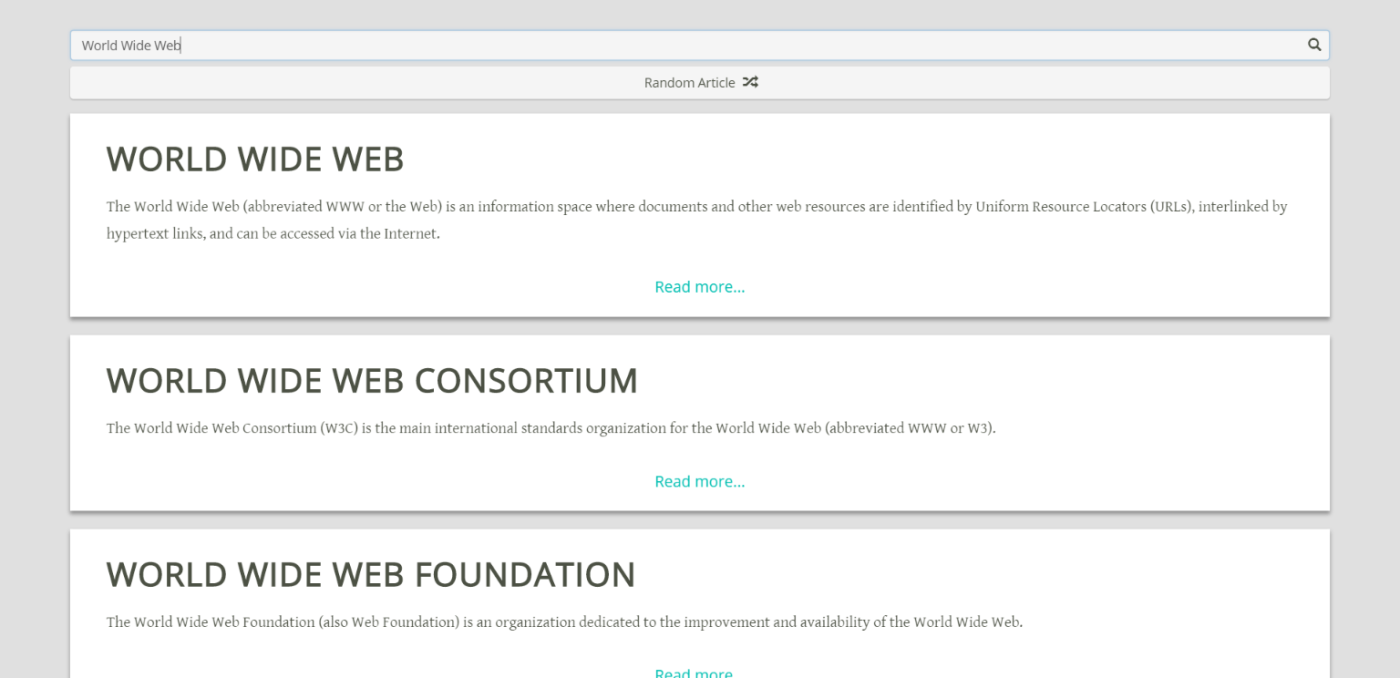 World Wide Web
Random Article
WORLD WIDE WEB
The World Wide Web (abbreviated WWW or the Web) is an information space where documents and other web resources are identified by Uniform Resource Locators (URLs), interlinked by
hypertext links, and can be accessed via the Internet.
Read more...
WORLD WIDE WEB CONSORTIUM
The World Wide Web Consortium (W3C) is the main international standards organization for the World Wide Web (abbreviated WWW or W3).
Read more...
WORLD WIDE WEB FOUNDATION
The World Wide Web Foundation (also Web Foundation) is an organization dedicated to the improvement and availability of the World Wide Web.
Read more